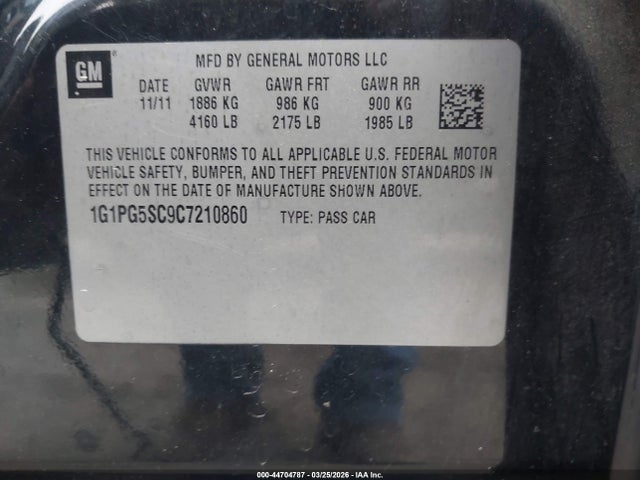 GM
MFD BY GENERAL MOTORS LLC
DATE GVWR GAWR FRT GAWR RR
11/11 1886 KG 986 KG 900 KG
4160 LB 2175 LB 1985 LB
THIS VEHICLE CONFORMS TO ALL APPLICABLE U.S. FEDERAL MOTOR
VEHICLE SAFETY, BUMPER, AND THEFT PREVENTION STANDARDS IN
EFFECT ON THE DATE OF MANUFACTURE SHOWN ABOVE.
1G1PG5SC9C7210860 TYPE: PASS CAR
000-44704787 - 03/25/2026 - IAA Inc.